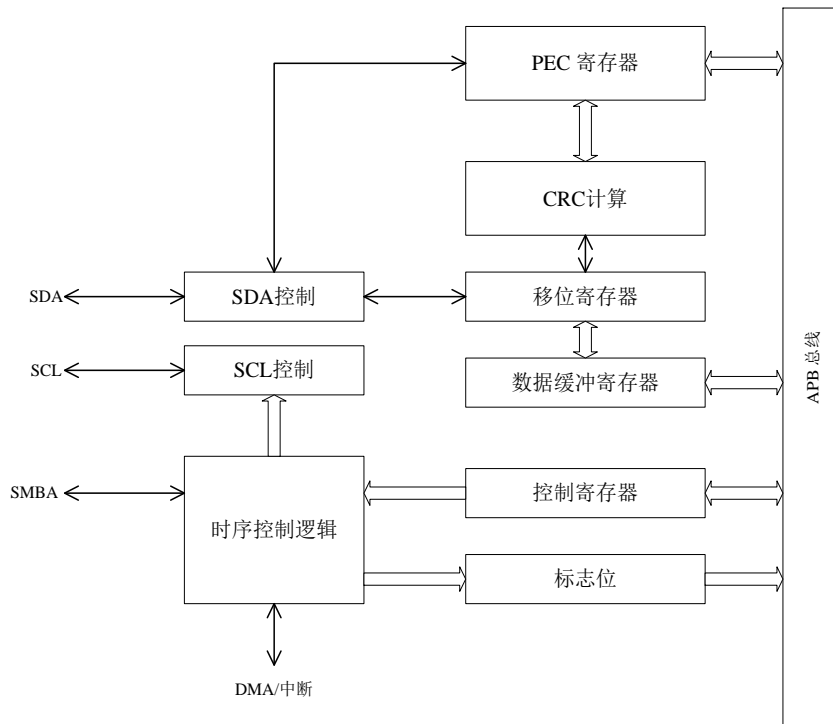 PEC 寄存器
CRC计算
SDA
SDA控制
移位寄存器
SCL
SCL控制
数据缓冲寄存器
APB 总线
SMBA
时序控制逻辑
控制寄存器
标志位
DMA/中断